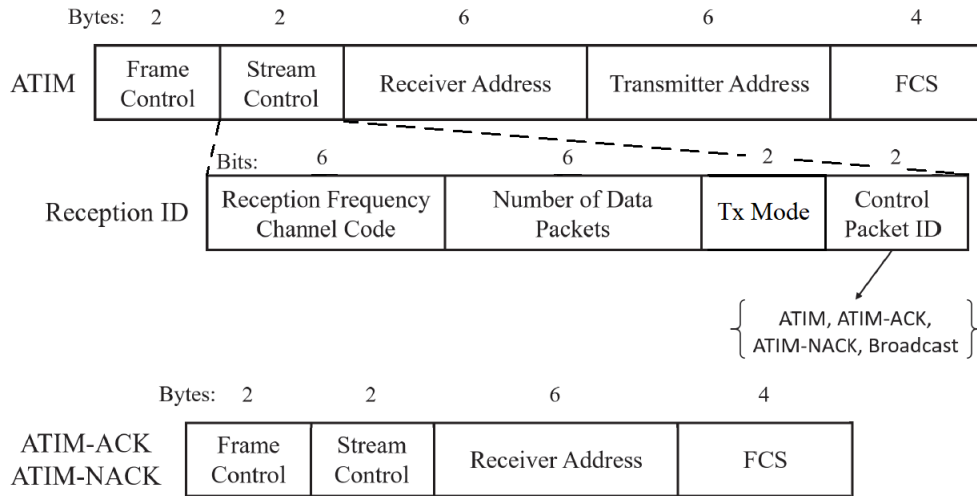 Bytes: 2 2 6 6 4
ATIM
Frame Control
Stream Control
Receiver Address
Transmitter Address
FCS
Bits: 6 6 2 2
Reception ID
Reception Frequency Channel Code
Number of Data Packets
Tx Mode
Control Packet ID
ATIM, ATIM-ACK,
ATIM-NACK, Broadcast
Bytes: 2 2 6 4
ATIM-ACK
ATIM-NACK
Frame Control
Stream Control
Receiver Address
FCS